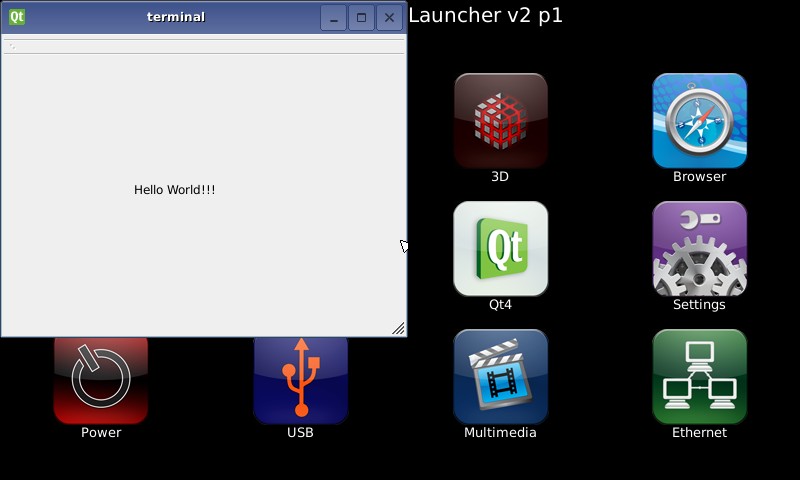 Qt
terminal
Launcher v2 p1
Hello World!!!
3D
Browser
Qt
Qt4
Settings
Power
USB
Multimedia
Ethernet